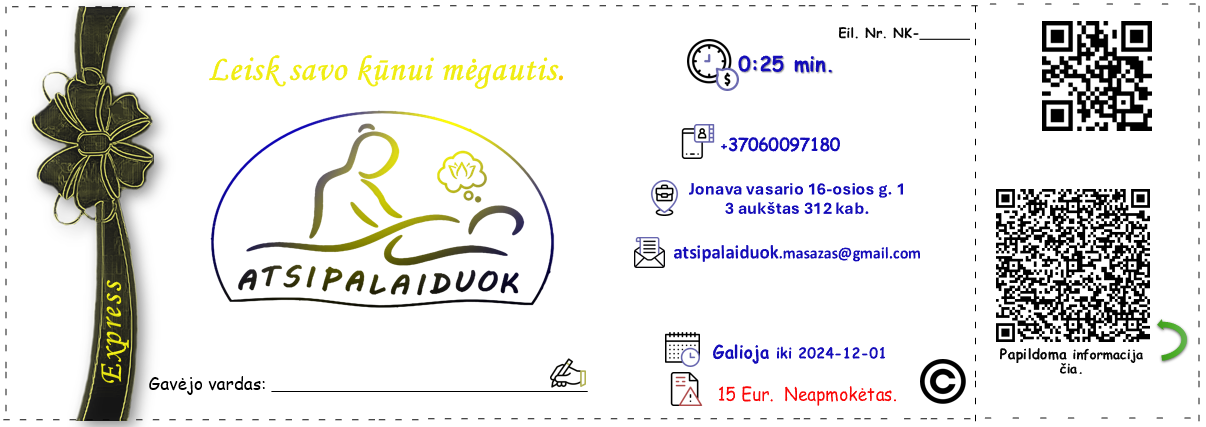 Eil. Nr. NK-______
Leisk savo kūnui mėgautis.
0:25 min.
+37060097180
Jonava vasario 16-osios g. 1
3 aukštas 312 kab.
atsipalaiduok.masazas@gmail.com
ATSIPALAIDUOK
Express
Galioja iki 2024-12-01
15 Eur. Neapmokėtas.
Gavėjo vardas: ______________________
©
Papildoma informacija
čia.